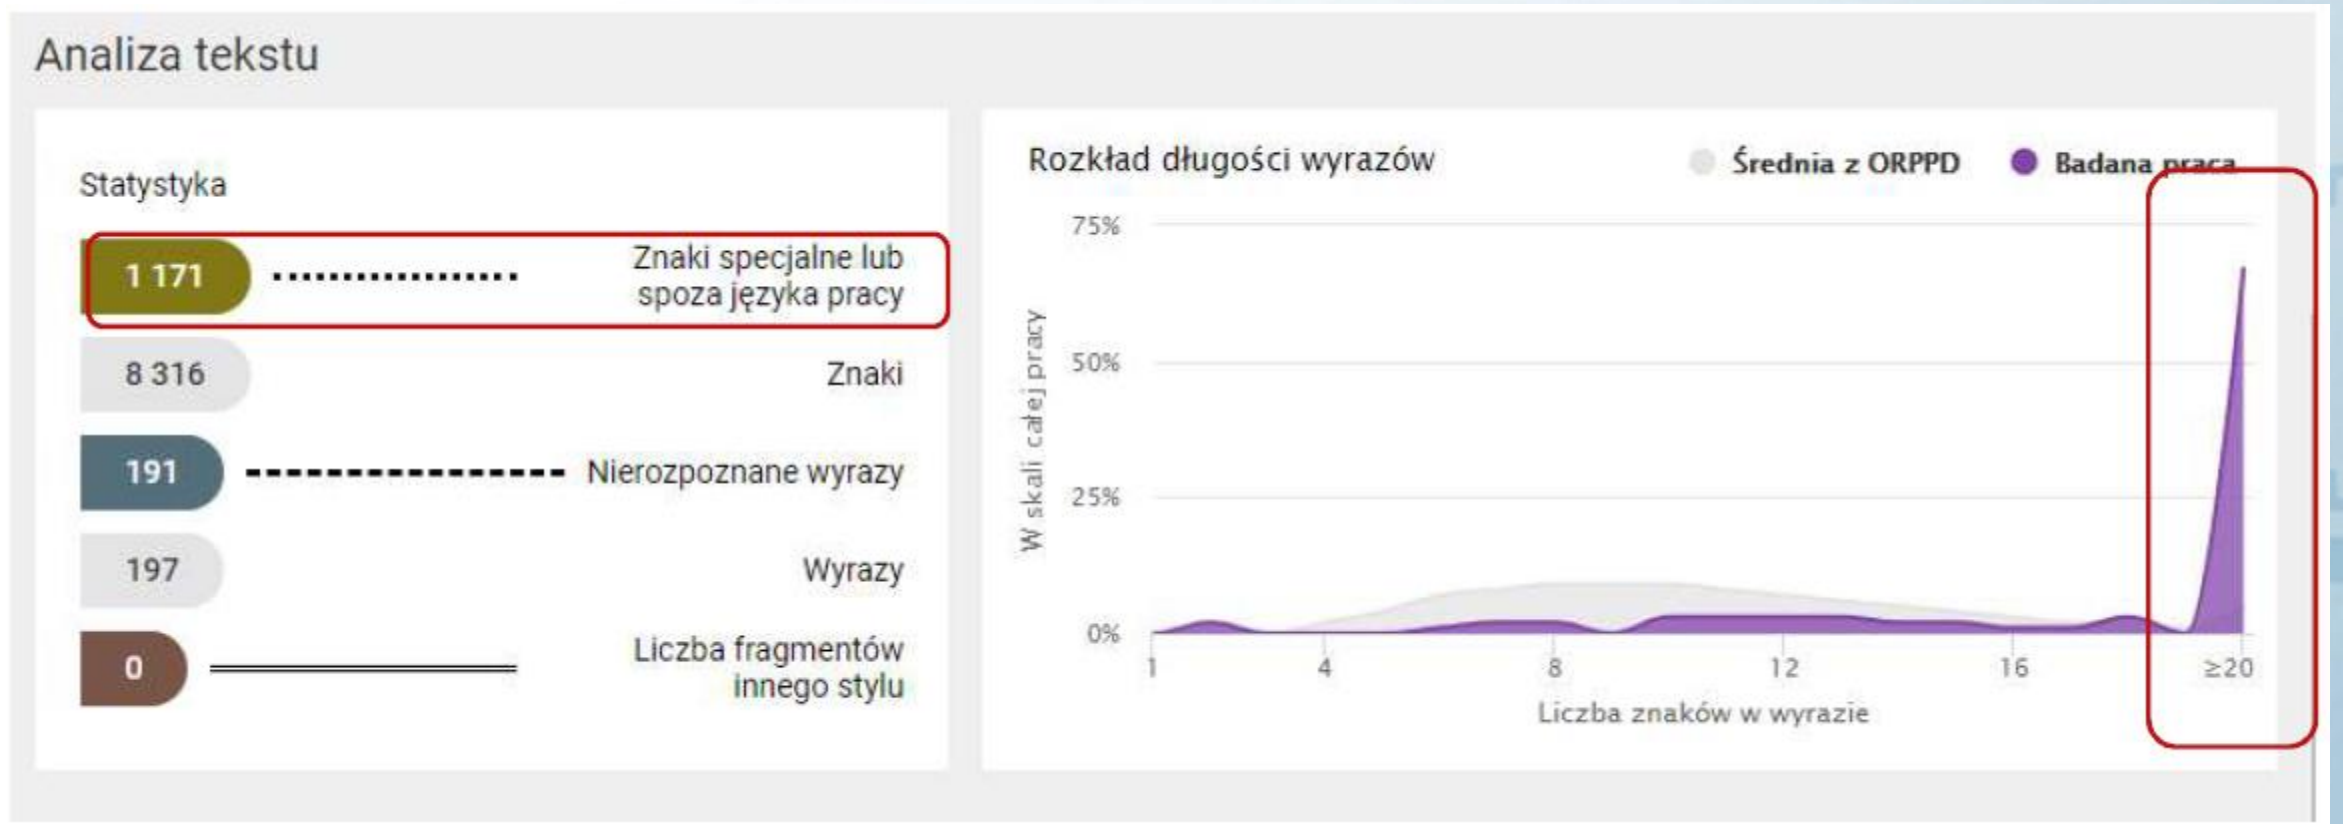 Analiza tekstu
Statystyka
1 171
Znaki specjalne lub
spoza języka pracy
8 316
Znaki
191
Nierozpoznane wyrazy
197
Wyrazy
0
Liczba fragmentów
innego stylu
Rozkład długości wyrazów
Średnia z ORPPD
Badana praca
W skali całej pracy
75%
50%
25%
0%
1 4 8 12 16 ≥20
Liczba znaków w wyrazie